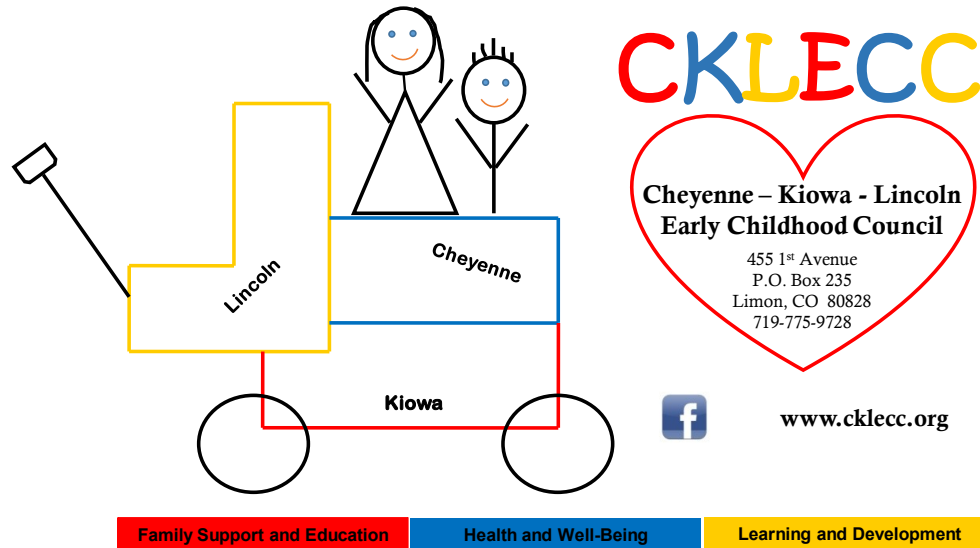 CKLECC
Cheyenne – Kiowa - Lincoln
Early Childhood Council
455 1st Avenue
P.O. Box 235
Limon, CO 80828
719-775-9728
f
www.cklecc.org
Lincoln
Cheyenne
Kiowa
Family Support and Education
Health and Well-Being
Learning and Development